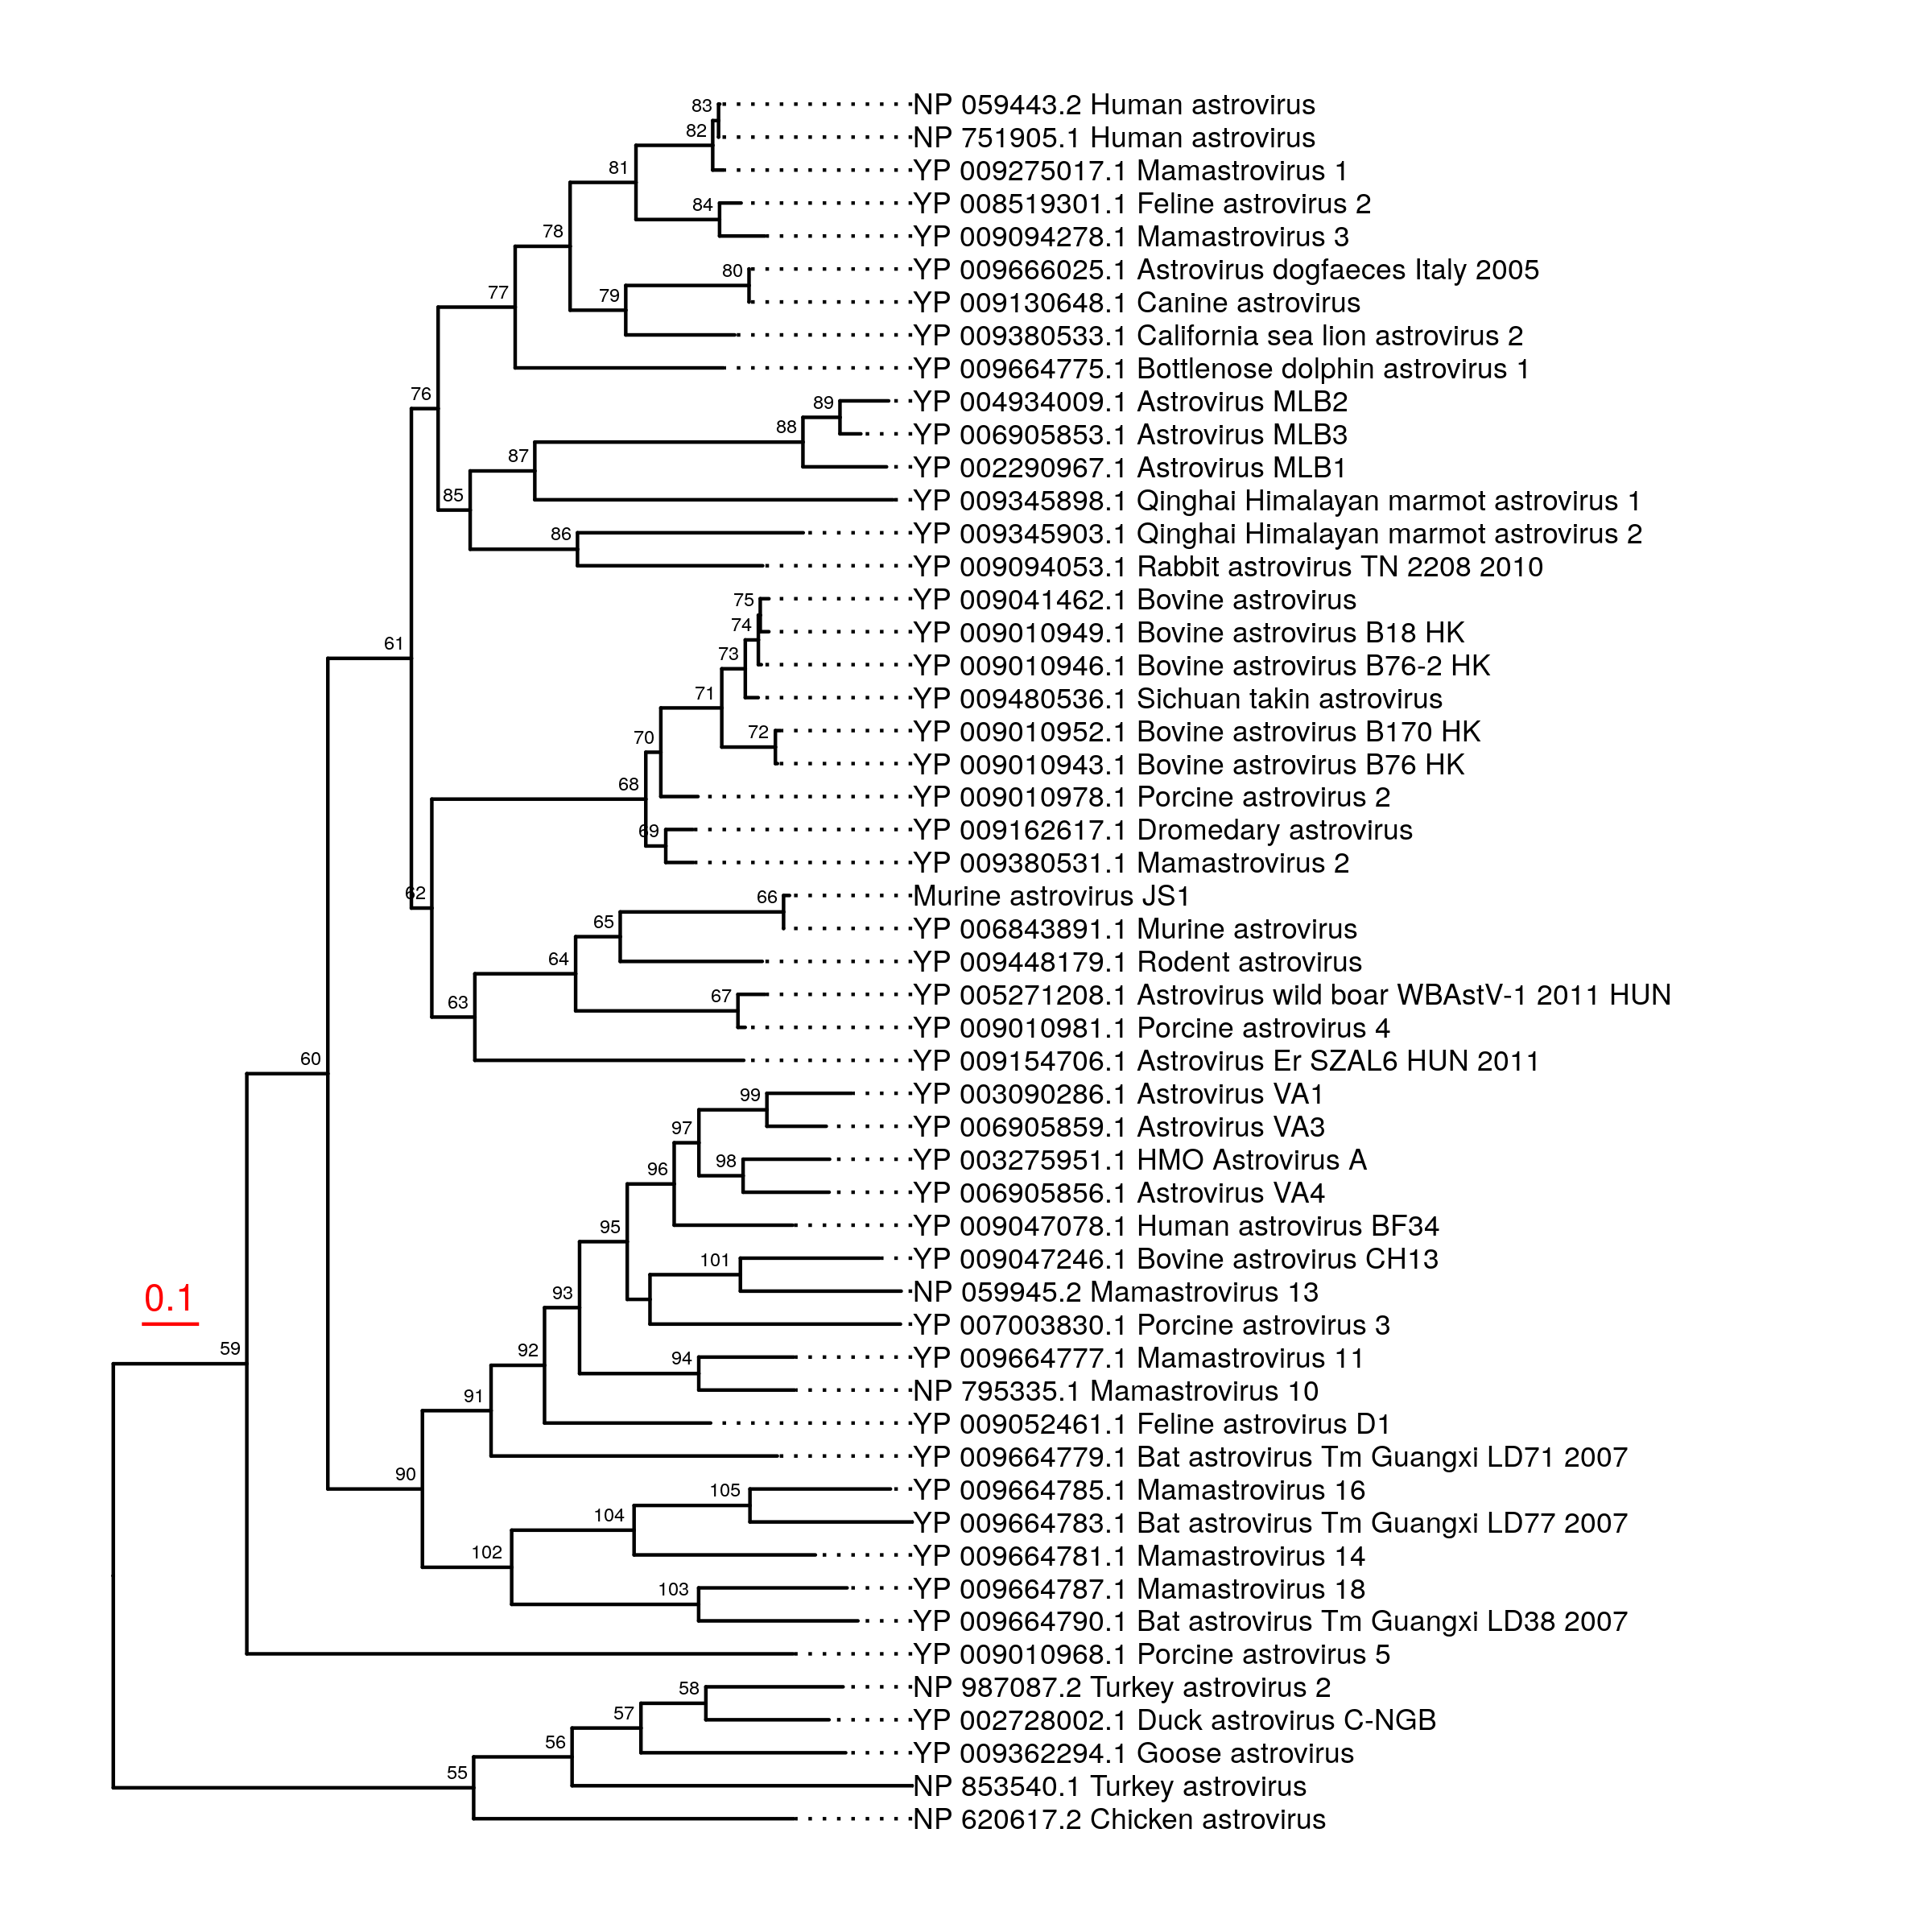 83
NP 059443.2 Human astrovirus
82
NP 751905.1 Human astrovirus
81
YP 009275017.1 Mamastrovirus 1
84
YP 008519301.1 Feline astrovirus 2
78
YP 009094278.1 Mamastrovirus 3
80
YP 009666025.1 Astrovirus dogfaeces Italy 2005
77
79
YP 009130648.1 Canine astrovirus
YP 009380533.1 California sea lion astrovirus 2
YP 009664775.1 Bottlenose dolphin astrovirus 1
76
89
YP 004934009.1 Astrovirus MLB2
88
YP 006905853.1 Astrovirus MLB3
87
YP 002290967.1 Astrovirus MLB1
85
YP 009345898.1 Qinghai Himalayan marmot astrovirus 1
86
YP 009345903.1 Qinghai Himalayan marmot astrovirus 2
YP 009094053.1 Rabbit astrovirus TN 2208 2010
75
YP 009041462.1 Bovine astrovirus
74
YP 009010949.1 Bovine astrovirus B18 HK
61
73
YP 009010946.1 Bovine astrovirus B76-2 HK
71
YP 009480536.1 Sichuan takin astrovirus
70
72
YP 009010952.1 Bovine astrovirus B170 HK
YP 009010943.1 Bovine astrovirus B76 HK
68
YP 009010978.1 Porcine astrovirus 2
69
YP 009162617.1 Dromedary astrovirus
YP 009380531.1 Mamastrovirus 2
62
66
Murine astrovirus JS1
65
YP 006843891.1 Murine astrovirus
64
YP 009448179.1 Rodent astrovirus
63
67
YP 005271208.1 Astrovirus wild boar WBAstV-1 2011 HUN
YP 009010981.1 Porcine astrovirus 4
60
YP 009154706.1 Astrovirus Er SZAL6 HUN 2011
99
YP 003090286.1 Astrovirus VA1
97
YP 006905859.1 Astrovirus VA3
96
98
YP 003275951.1 HMO Astrovirus A
YP 006905856.1 Astrovirus VA4
95
YP 009047078.1 Human astrovirus BF34
101
YP 009047246.1 Bovine astrovirus CH13
0.1
93
NP 059945.2 Mamastrovirus 13
YP 007003830.1 Porcine astrovirus 3
59
92
94
YP 009664777.1 Mamastrovirus 11
91
NP 795335.1 Mamastrovirus 10
YP 009052461.1 Feline astrovirus D1
90
YP 009664779.1 Bat astrovirus Tm Guangxi LD71 2007
105
YP 009664785.1 Mamastrovirus 16
104
YP 009664783.1 Bat astrovirus Tm Guangxi LD77 2007
102
YP 009664781.1 Mamastrovirus 14
103
YP 009664787.1 Mamastrovirus 18
YP 009664790.1 Bat astrovirus Tm Guangxi LD38 2007
YP 009010968.1 Porcine astrovirus 5
58
NP 987087.2 Turkey astrovirus 2
57
YP 002728002.1 Duck astrovirus C-NGB
56
YP 009362294.1 Goose astrovirus
55
NP 853540.1 Turkey astrovirus
NP 620617.2 Chicken astrovirus